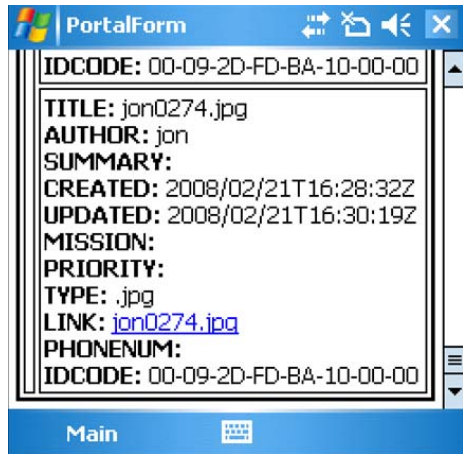 PortalForm
IDCODE: 00-09-2D-FD-BA-10-00-00
TITLE: jon0274.jpg
AUTHOR: jon
SUMMARY:
CREATED: 2008/02/21T16:28:32Z
UPDATED: 2008/02/21T16:30:19Z
MISSION:
PRIORITY:
TYPE: .jpg
LINK: jon0274.jpg
PHONENUM:
IDCODE: 00-09-2D-FD-BA-10-00-00
Main